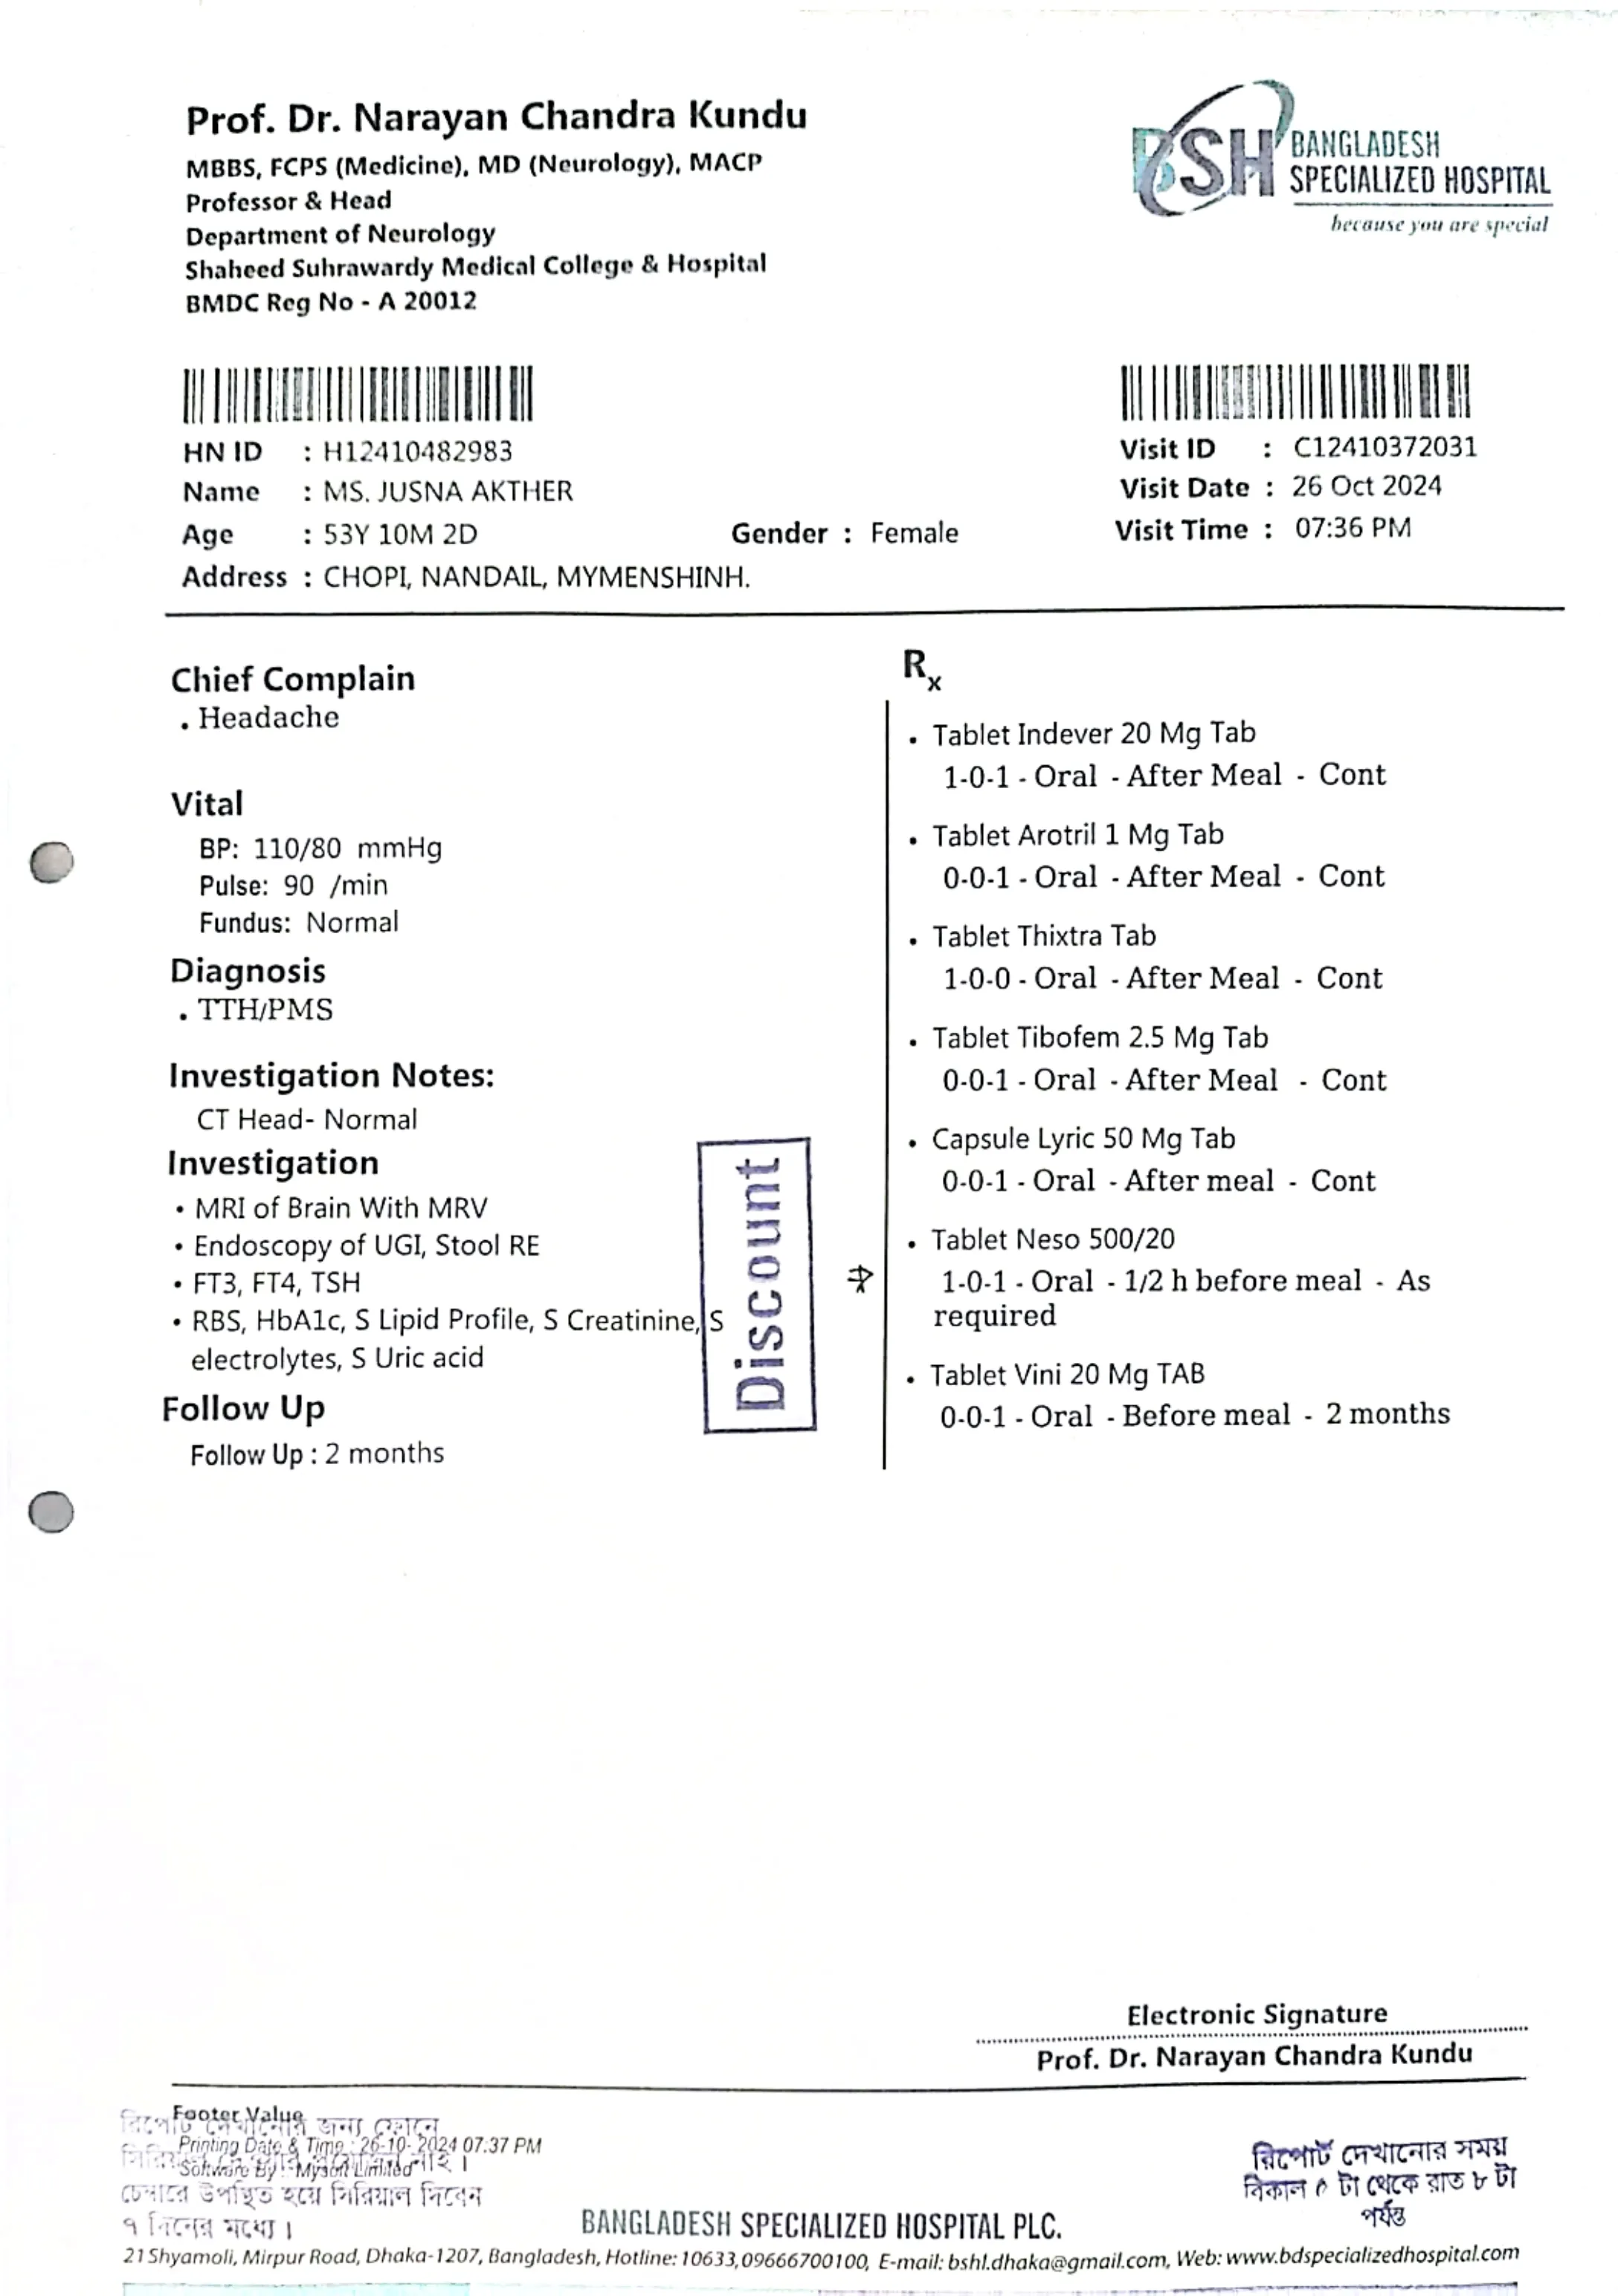 Prof. Dr. Narayan Chandra Kundu
MBBS, FCPS (Medicine), MD (Neurology), MACP
Professor & Head
Department of Neurology
Shaheed Suhrawardy Medical College & Hospital
BMDC Reg No - A 20012
BSH BANGLADESH
SPECIALIZED HOSPITAL
because you are special
HN ID : H12410482983
Name : MS. JUSNA AKTHER
Age : 53Y 10M 2D Gender : Female
Address : CHOPI, NANDAIL, MYMENSHINH.
Visit ID : C12410372031
Visit Date : 26 Oct 2024
Visit Time : 07:36 PM
Chief Complain
. Headache
Vital
BP: 110/80 mmHg
Pulse: 90 /min
Fundus: Normal
Diagnosis
. TTH/PMS
Investigation Notes:
CT Head- Normal
Investigation
• MRI of Brain With MRV
• Endoscopy of UGI, Stool RE
• FT3, FT4, TSH
• RBS, HbA1c, S Lipid Profile, S Creatinine, S
electrolytes, S Uric acid
Follow Up
Follow Up : 2 months
Discount
Rx
• Tablet Indever 20 Mg Tab
1-0-1 - Oral - After Meal - Cont
• Tablet Arotril 1 Mg Tab
0-0-1 - Oral - After Meal - Cont
• Tablet Thixtra Tab
1-0-0 - Oral - After Meal - Cont
• Tablet Tibofem 2.5 Mg Tab
0-0-1 - Oral - After Meal - Cont
• Capsule Lyric 50 Mg Tab
0-0-1 - Oral - After meal - Cont
• Tablet Neso 500/20
1-0-1 - Oral - 1/2 h before meal - As
required
• Tablet Vini 20 Mg TAB
0-0-1 - Oral - Before meal - 2 months
Electronic Signature
Prof. Dr. Narayan Chandra Kundu
Footer Value
Printing Date & Time : 26-10- 2024 07:37 PM
Software By : Mysoft Limited
রিপোর্ট দেখানোর জন্য ফোনে
নাই ।
চেম্বারে উপস্থিত হয়ে সিরিয়াল দিবেন
৭ দিনের মধ্যে ।
রিপোর্ট দেখানোর সময়
বিকাল ৫ টা থেকে রাত ৮ টা
পর্যন্ত
BANGLADESH SPECIALIZED HOSPITAL PLC.
21 Shyamoli, Mirpur Road, Dhaka-1207, Bangladesh, Hotline: 10633,09666700100, E-mail: bshl.dhaka@gmail.com, Web: www.bdspecializedhospital.com